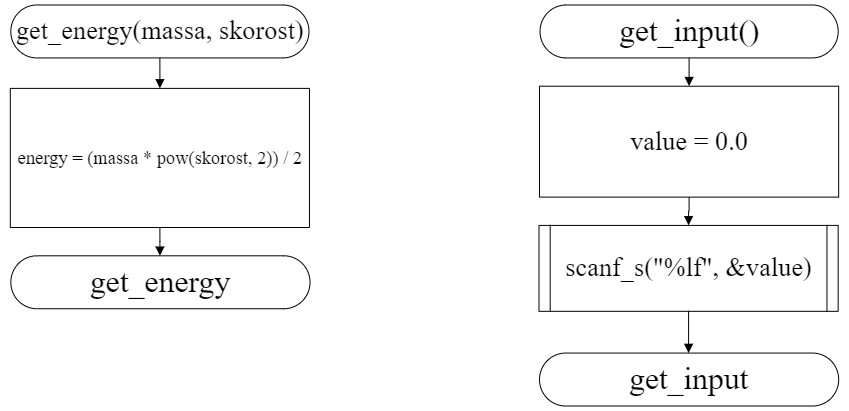 get_energy(massa, skorost)
energy = (massa * pow(skorost, 2)) / 2
get_energy
get_input()
value = 0.0
scanf_s("%lf", &value)
get_input